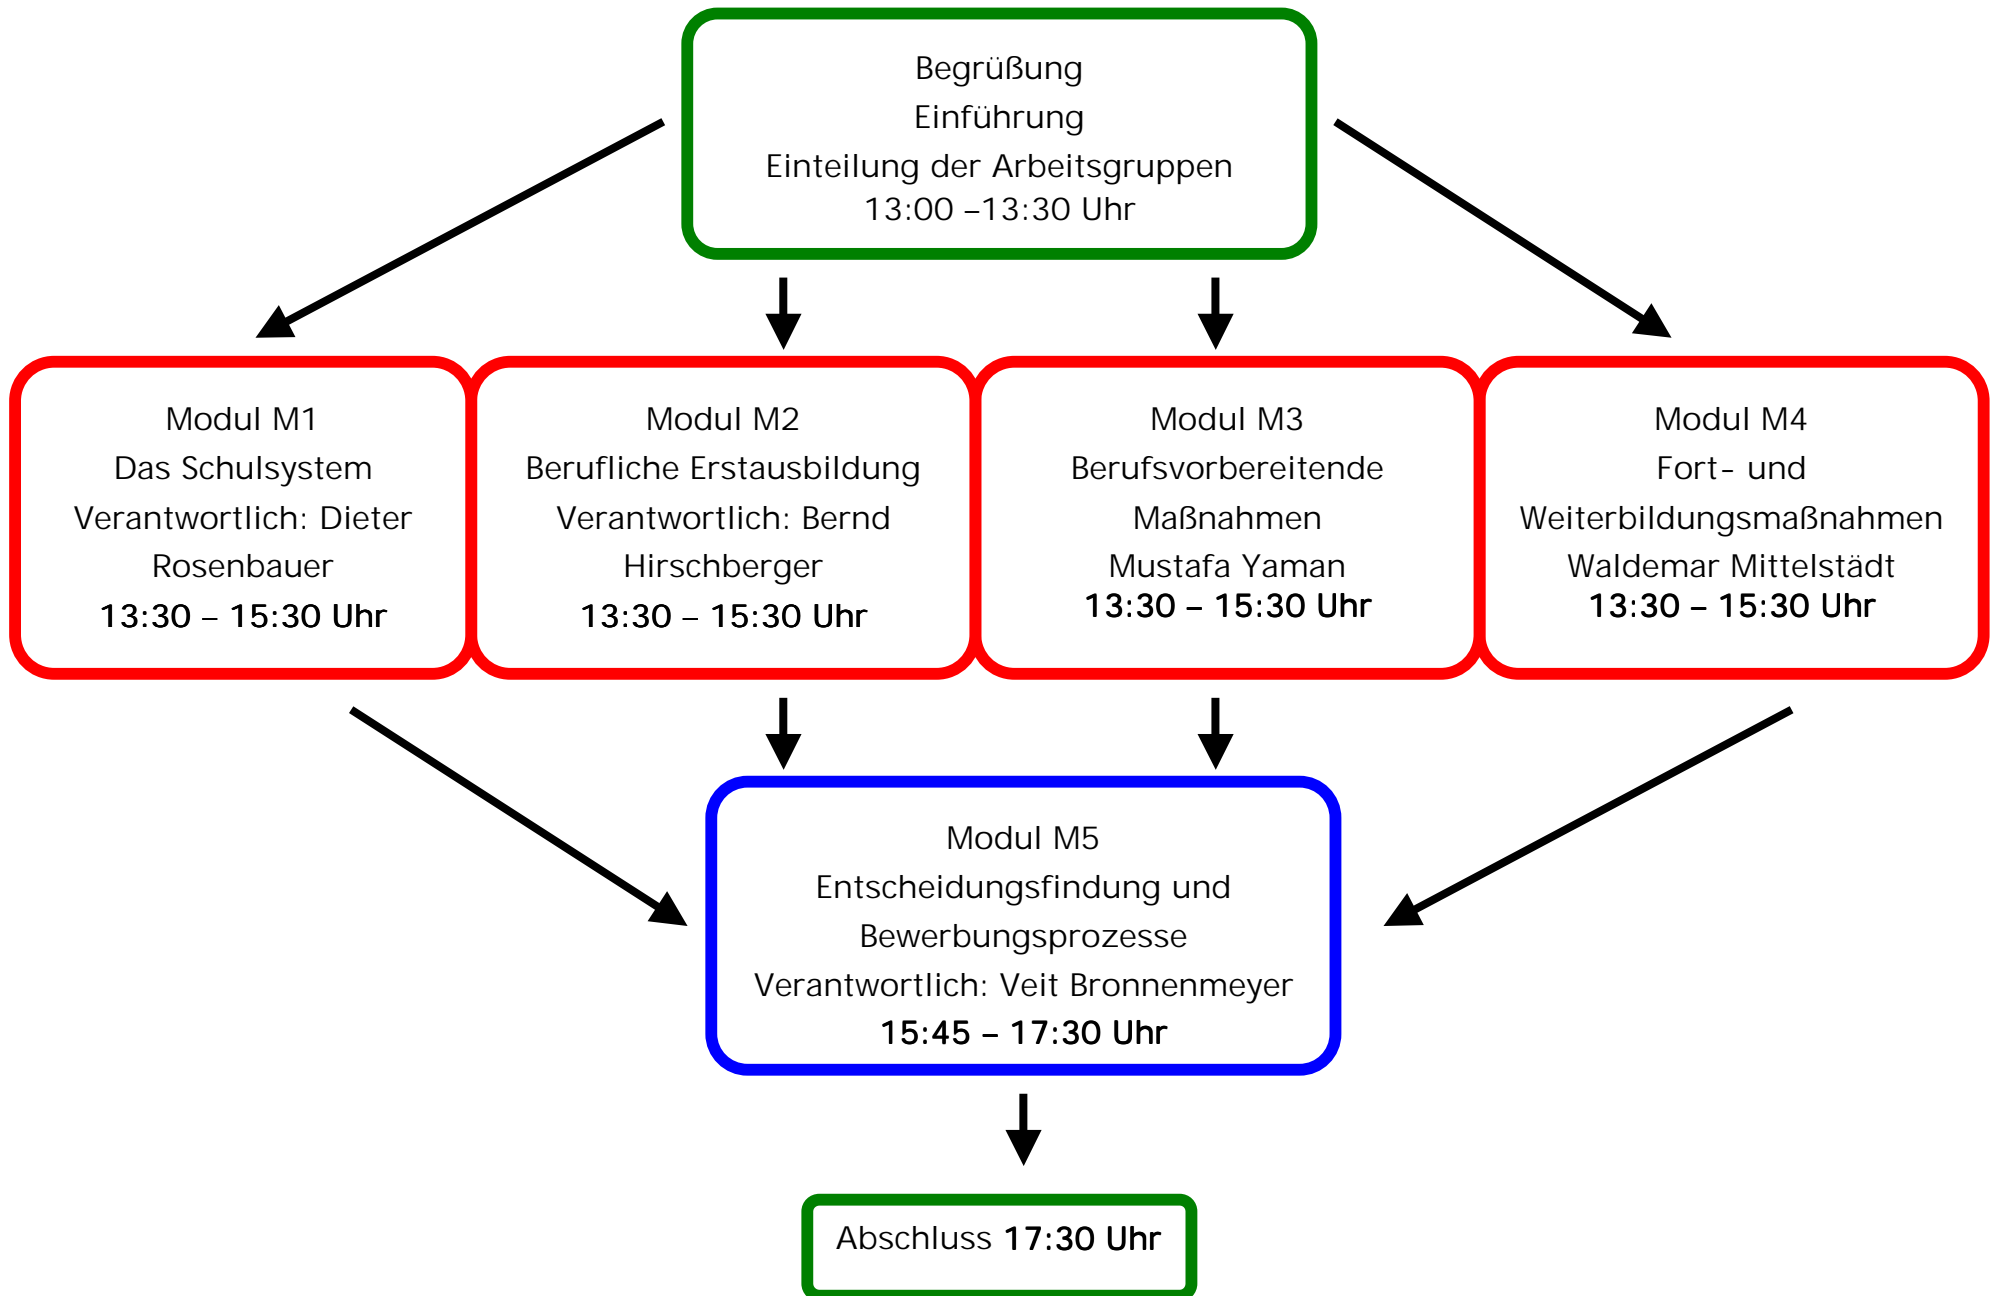 Begrüßung
Einführung
Einteilung der Arbeitsgruppen
13:00 –13:30 Uhr
Modul M1
Das Schulsystem
Verantwortlich: Dieter
Rosenbauer
13:30 – 15:30 Uhr
Modul M2
Berufliche Erstausbildung
Verantwortlich: Bernd
Hirschberger
13:30 – 15:30 Uhr
Modul M3
Berufsvorbereitende
Maßnahmen
Mustafa Yaman
13:30 – 15:30 Uhr
Modul M4
Fort- und
Weiterbildungsmaßnahmen
Waldemar Mittelstädt
13:30 – 15:30 Uhr
Modul M5
Entscheidungsfindung und
Bewerbungsprozesse
Verantwortlich: Veit Bronnenmeyer
15:45 – 17:30 Uhr
Abschluss 17:30 Uhr